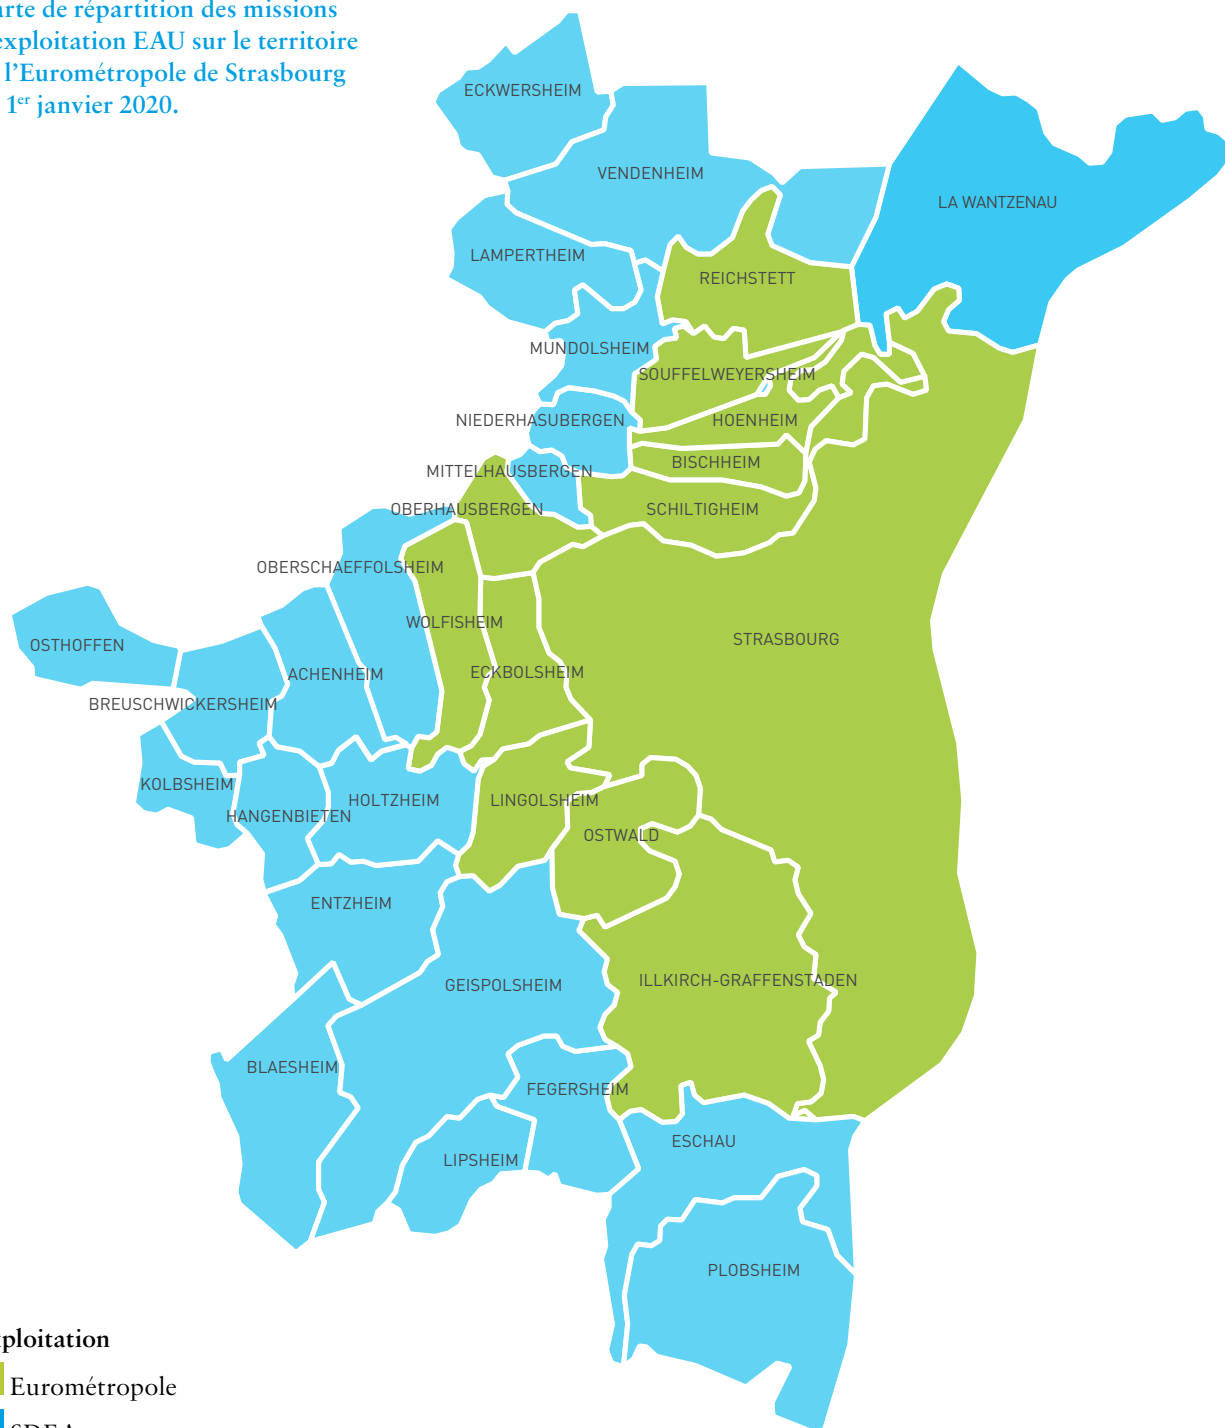 arte de répartition des missions
exploitation EAU sur le territoire
l'Eurométropole de Strasbourg
1er janvier 2020.
ECKWERSHEIM
VENDENHEIM
LA WANTZENAU
LAMPERTHEIM
REICHSTETT
MUNDOLSHEIM
SOUFFELWEYERSHEIM
NIEDERHASUBERGEN
HOENHEIM
BISCHHEIM
MITTELHAUSBERGEN
OBERHAUSBERGEN
SCHILTIGHEIM
OBERSCHAEFFOLSHEIM
WOLFISHEIM
STRASBOURG
OSTHOFFEN
ACHENHEIM
ECKBOLSHEIM
BREUSCHWICKERSHEIM
KOLBSHEIM
HOLTZHEIM
LINGOLSHEIM
HANGENBIETEN
OSTWALD
ENTZHEIM
GEISPOLSHEIM
ILLKIRCH-GRAFFENSTADEN
BLAESHEIM
FEGERSHEIM
ESCHAU
LIPSHEIM
PLOBSHEIM
ploitation
Eurométropole
SDEA